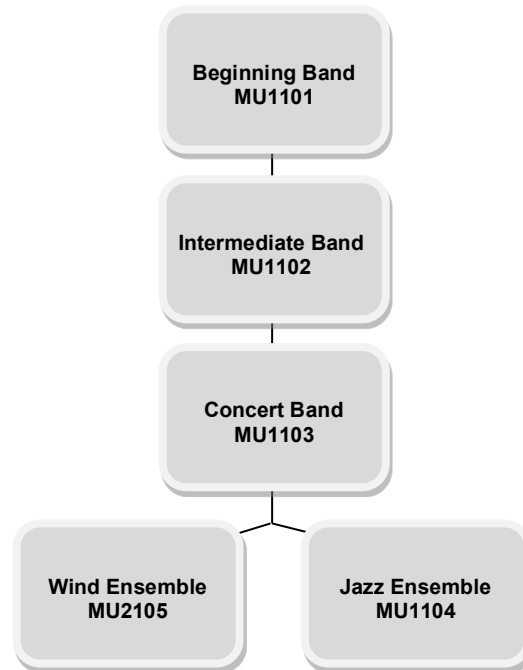 Beginning Band
MU1101
Intermediate Band
MU1102
Concert Band
MU1103
Wind Ensemble
MU2105
Jazz Ensemble
MU1104